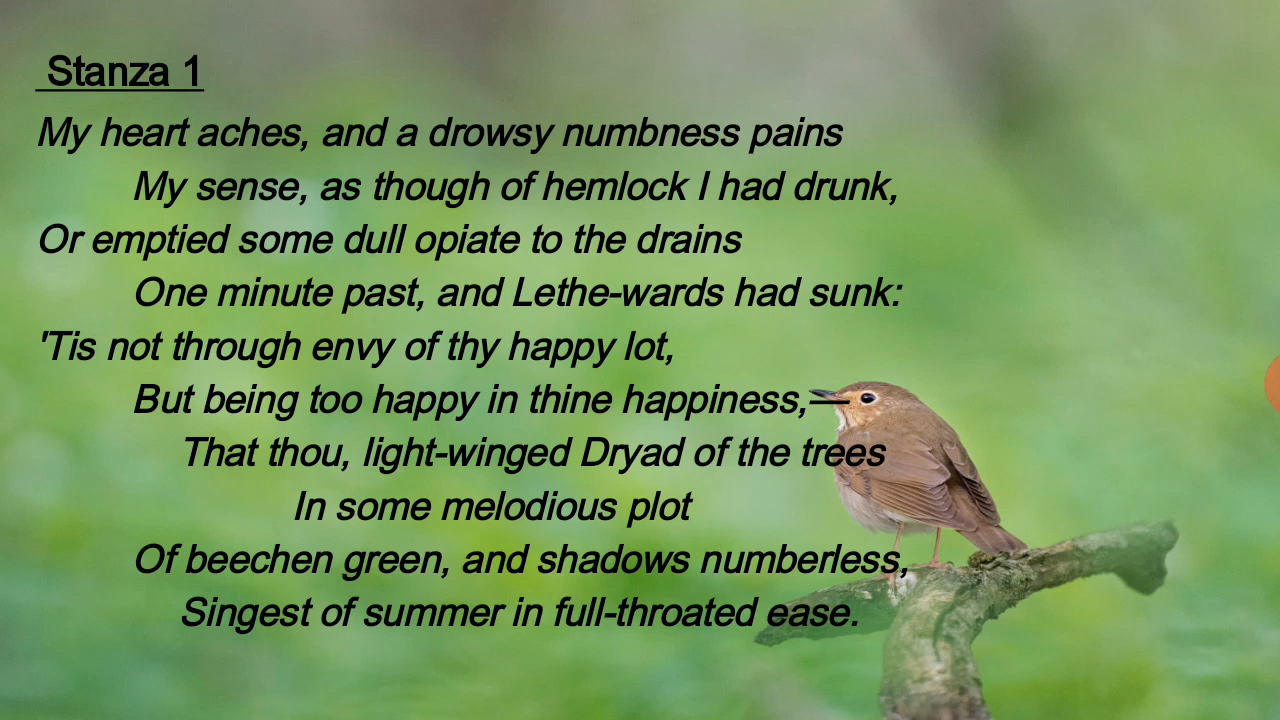 Stanza 1
My heart aches, and a drowsy numbness pains
My sense, as though of hemlock I had drunk,
Or emptied some dull opiate to the drains
One minute past, and Lethe-wards had sunk:
'Tis not through envy of thy happy lot,
But being too happy in thine happiness,—
That thou, light-winged Dryad of the trees
In some melodious plot
Of beechen green, and shadows numberless,
Singest of summer in full-throated ease.